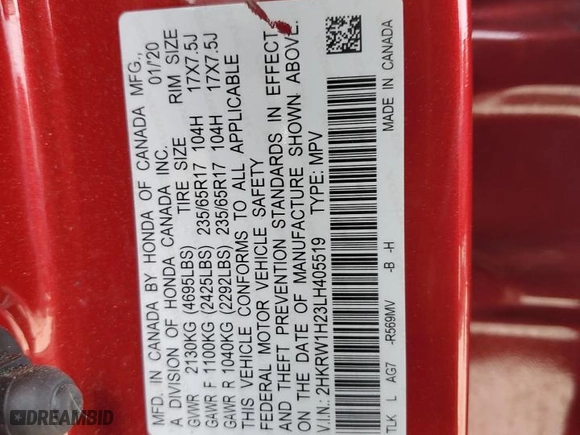 MFD. IN CANADA BY HONDA OF CANADA MFG.,
A DIVISION OF HONDA CANADA INC. 01/'20
TIRE SIZE RIM SIZE
GVWR 2130KG (4695LBS)
GAWR F 1100KG (2425LBS) 235/65R17 104H 17X7.5J
GAWR R 1040KG (2292LBS) 235/65R17 104H 17X7.5J
THIS VEHICLE CONFORMS TO ALL APPLICABLE
FEDERAL MOTOR VEHICLE SAFETY
AND THEFT PREVENTION STANDARDS IN EFFECT
ON THE DATE OF MANUFACTURE SHOWN ABOVE.
V.I.N.: 2HKRW1H23LH405519 TYPE: MPV
TLK L AG7 -R569MV -B -H MADE IN CANADA
© DREAMBID